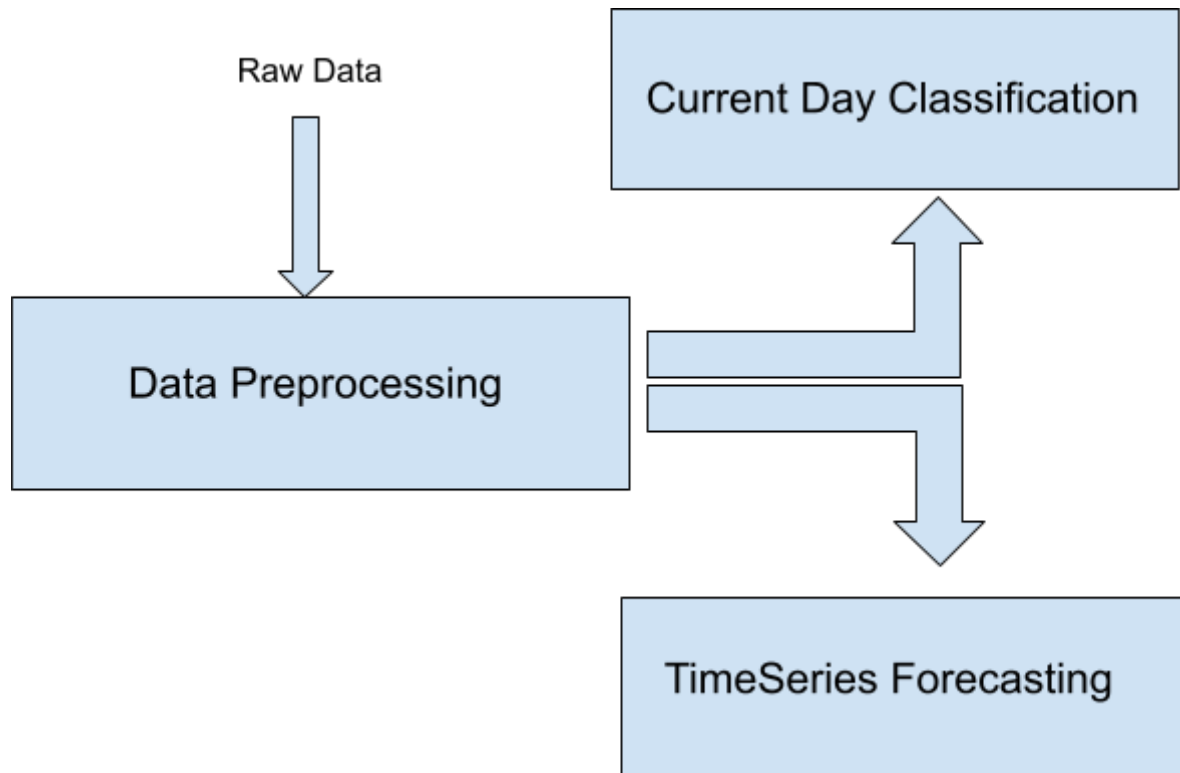 Raw Data
Current Day Classification
Data Preprocessing
TimeSeries Forecasting